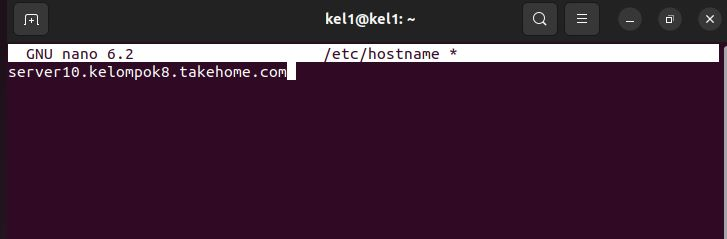 kel1@kel1: ~
GNU nano 6.2 /etc/hostname *
server10.kelompok8.takehome.com